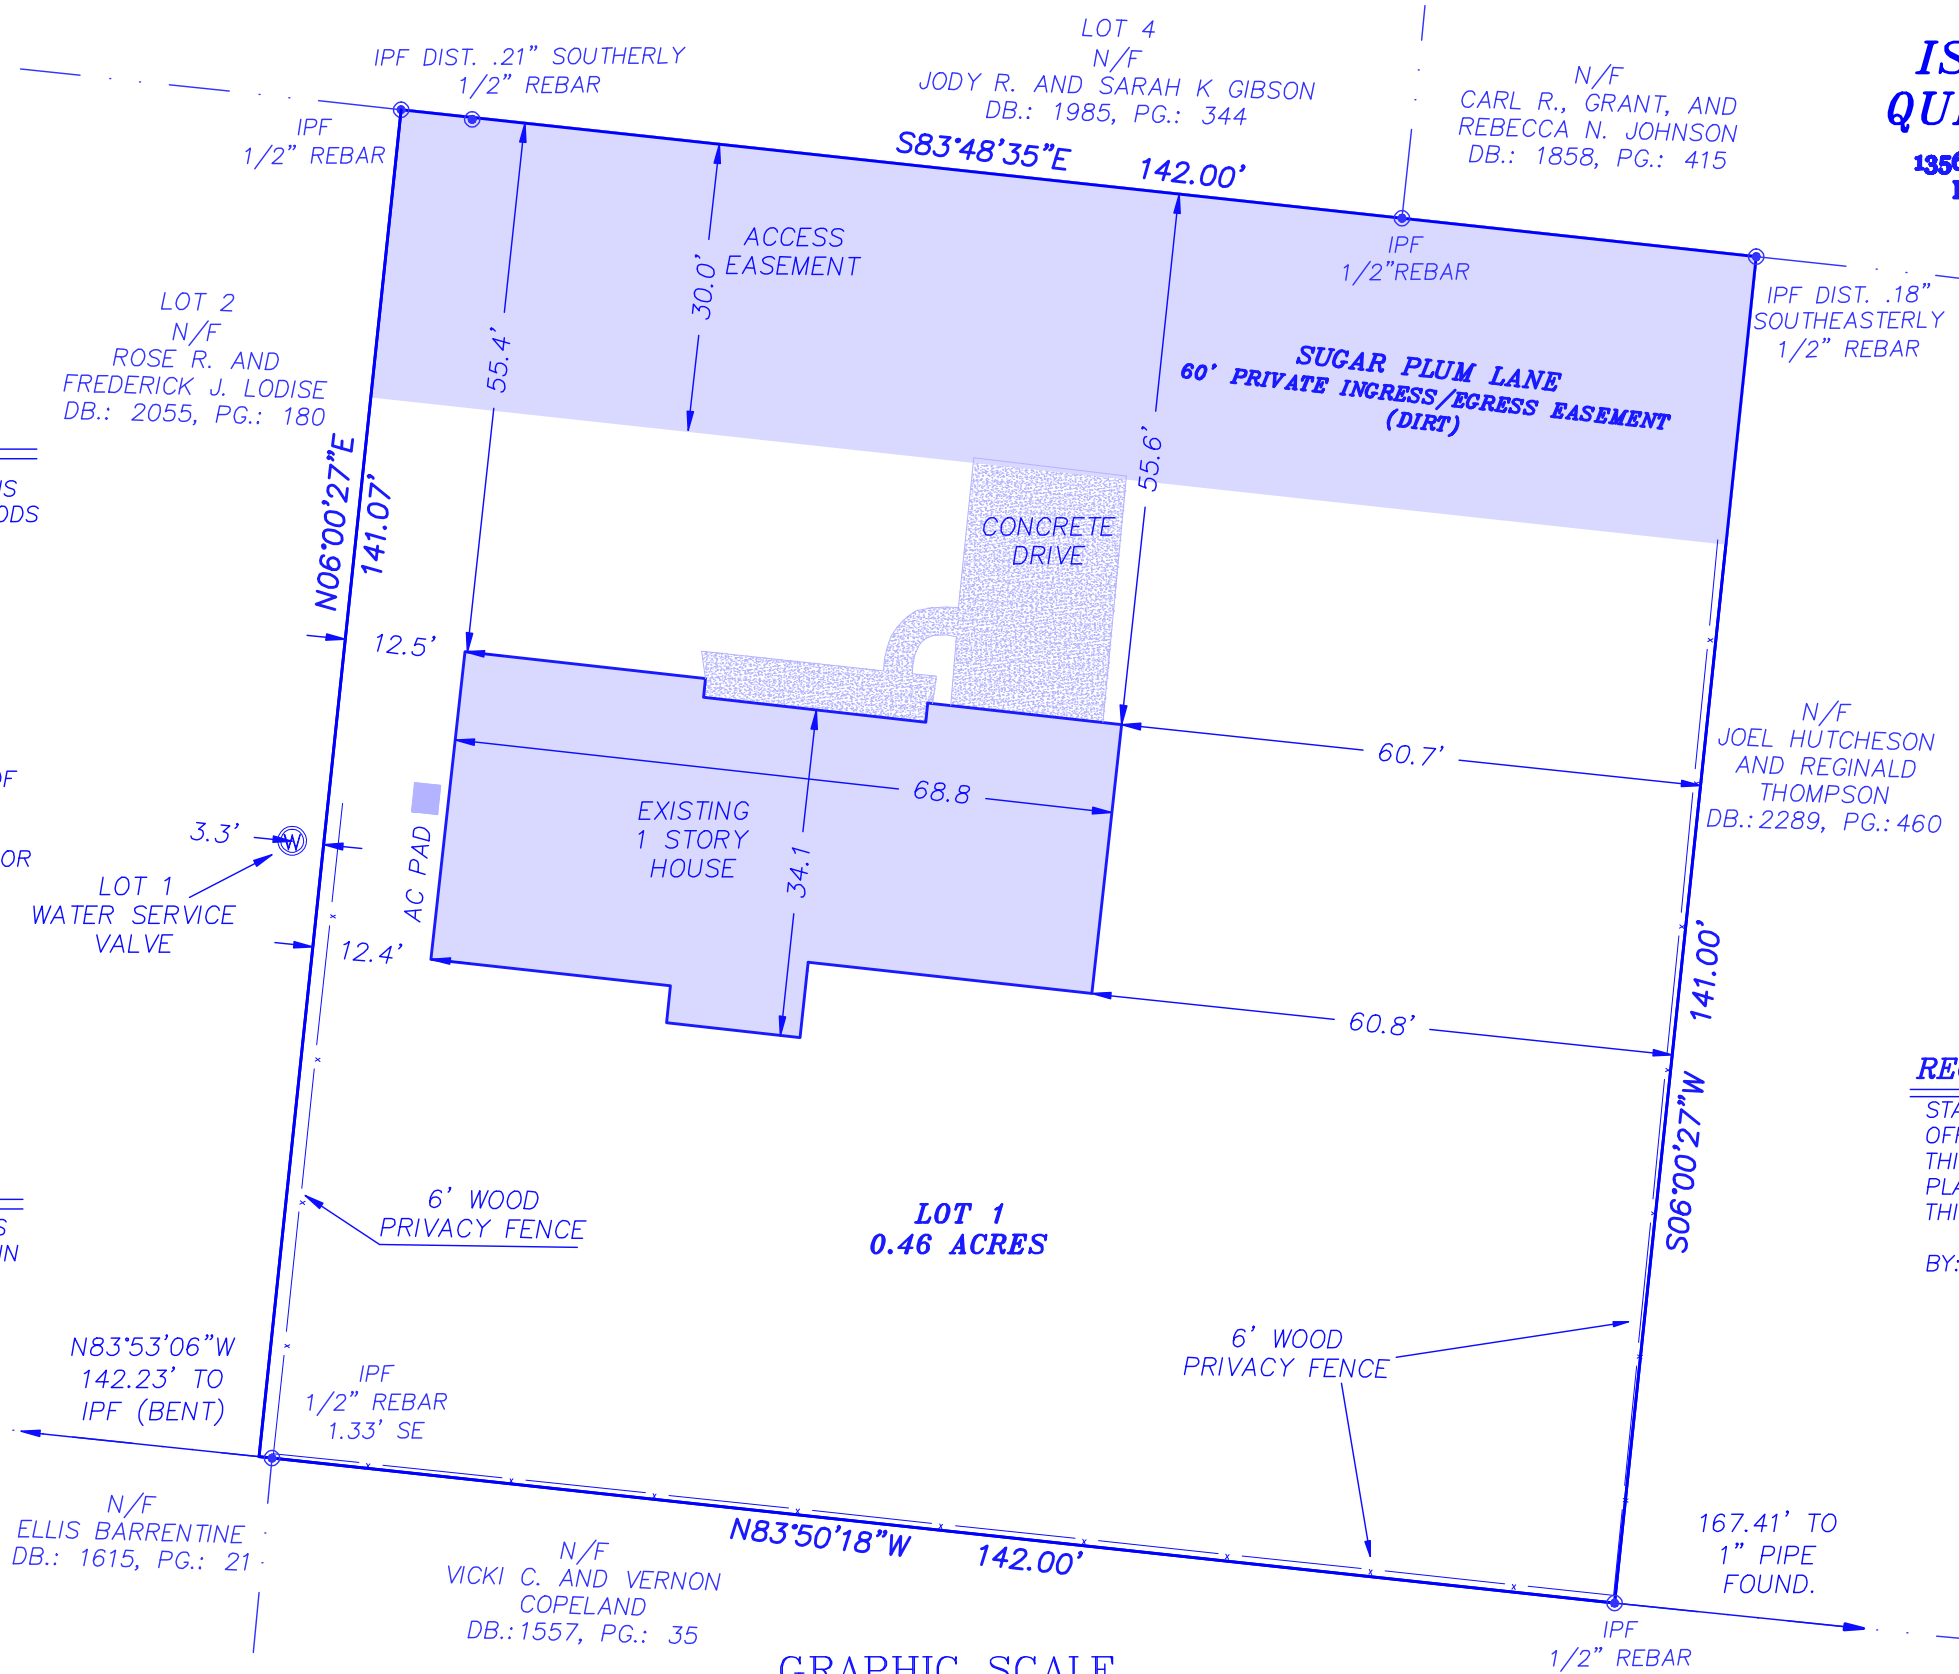 IPF DIST. .21" SOUTHERLY
1/2" REBAR
IPF
1/2" REBAR
LOT 4
N/F
JODY R. AND SARAH K GIBSON
DB.: 1985, PG.: 344
S83°48'35"E 142.00'
N/F
CARL R., GRANT, AND
REBECCA N. JOHNSON
DB.: 1858, PG.: 415
IPF
1/2"REBAR
IPF DIST. .18"
SOUTHEASTERLY
1/2" REBAR
ACCESS
EASEMENT
30.0'
55.4'
55.6'
SUGAR PLUM LANE
60' PRIVATE INGRESS/EGRESS EASEMENT
(DIRT)
LOT 2
N/F
ROSE R. AND
FREDERICK J. LODISE
DB.: 2055, PG.: 180
N06°00'27"E
141.07'
CONCRETE
DRIVE
12.5'
60.7'
68.8
EXISTING
1 STORY
HOUSE
34.1
AC PAD
3.3'
W
LOT 1
WATER SERVICE
VALVE
12.4'
60.8'
N/F
JOEL HUTCHESON
AND REGINALD
THOMPSON
DB.:2289, PG.:460
141.00'
S06°00'27"W
6' WOOD
PRIVACY FENCE
LOT 1
0.46 ACRES
6' WOOD
PRIVACY FENCE
N83°53'06"W
142.23' TO
IPF (BENT)
IPF
1/2" REBAR
1.33' SE
N/F
ELLIS BARRENTINE
DB.: 1615, PG.: 21
N/F
VICKI C. AND VERNON
COPELAND
DB.:1557, PG.: 35
N83°50'18"W 142.00'
167.41' TO
1" PIPE
FOUND.
IPF
1/2" REBAR
GRAPHIC SCALE
BY: